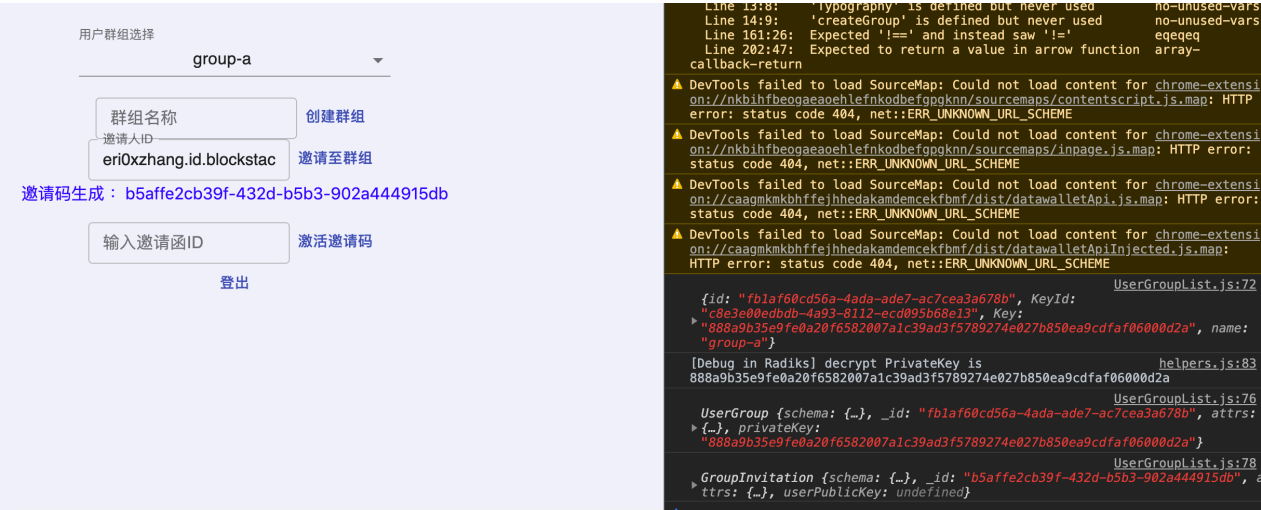 用户群组选择
group-a
群组名称
创建群组
邀请人ID
eri0xzhang.id.blockstac
邀请至群组
邀请码生成： b5affe2cb39f-432d-b5b3-902a444915db
输入邀请函ID
激活邀请码
登出
Line 13:8: 'Typography' is defined but never used no-unused-vars
Line 14:9: 'createGroup' is defined but never used no-unused-vars
Line 161:26: Expected '!==' and instead saw '!=' eqeqeq
Line 202:47: Expected to return a value in arrow function array-
callback-return
DevTools failed to load SourceMap: Could not load content for chrome-extensi
on://nkbihfbeogaeaoehlefnkodbefgpgknn/sourcemaps/contentscript.js.map: HTTP
error: status code 404, net::ERR_UNKNOWN_URL_SCHEME
DevTools failed to load SourceMap: Could not load content for chrome-extensi
on://nkbihfbeogaeaoehlefnkodbefgpgknn/sourcemaps/inpage.js.map: HTTP error:
status code 404, net::ERR_UNKNOWN_URL_SCHEME
DevTools failed to load SourceMap: Could not load content for chrome-extensi
on://caagmkmkbhffejhhedakamdemcekfbmf/dist/datawalletApi.js.map: HTTP error:
status code 404, net::ERR_UNKNOWN_URL_SCHEME
DevTools failed to load SourceMap: Could not load content for chrome-extensi
on://caagmkmkbhffejhhedakamdemcekfbmf/dist/datawalletApiInjected.js.map:
HTTP error: status code 404, net::ERR_UNKNOWN_URL_SCHEME
UserGroupList.js:72
{id: "fb1af60cd56a-4ada-ade7-ac7cea3a678b", KeyId:
"c8e3e00edbdb-4a93-8112-ecd095b68e13", Key:
"888a9b35e9fe0a20f6582007a1c39ad3f5789274e027b850ea9cdfaf06000d2a", name:
"group-a"}
[Debug in Radiks] decrypt PrivateKey is helpers.js:83
888a9b35e9fe0a20f6582007a1c39ad3f5789274e027b850ea9cdfaf06000d2a
UserGroupList.js:76
UserGroup {schema: {…}, _id: "fb1af60cd56a-4ada-ade7-ac7cea3a678b", attrs:
{…}, privateKey:
"888a9b35e9fe0a20f6582007a1c39ad3f5789274e027b850ea9cdfaf06000d2a"}
UserGroupList.js:78
GroupInvitation {schema: {…}, _id: "b5affe2cb39f-432d-b5b3-902a444915db", a
ttrs: {…}, userPublicKey: undefined}